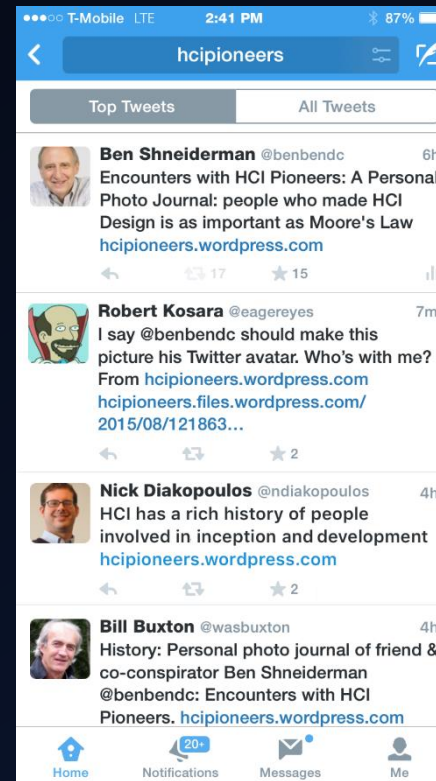 T-Mobile LTE 2:41 PM 87%
hcipioneers
Top Tweets All Tweets
Ben Shneiderman @benbendc 6h
Encounters with HCI Pioneers: A Personal
Photo Journal: people who made HCI
Design is as important as Moore's Law
hcipioneers.wordpress.com
17 15
Robert Kosara @eagereyes 7m
I say @benbendc should make this
picture his Twitter avatar. Who's with me?
From hcipioneers.wordpress.com
hcipioneers.files.wordpress.com/
2015/08/121863…
2
Nick Diakopoulos @ndiakopoulos 4h
HCI has a rich history of people
involved in inception and development
hcipioneers.wordpress.com
2
Bill Buxton @wasbuxton 4h
History: Personal photo journal of friend &
co-conspirator Ben Shneiderman
@benbendc: Encounters with HCI
Pioneers. hcipioneers.wordpress.com
20+
Home Notifications Messages Me